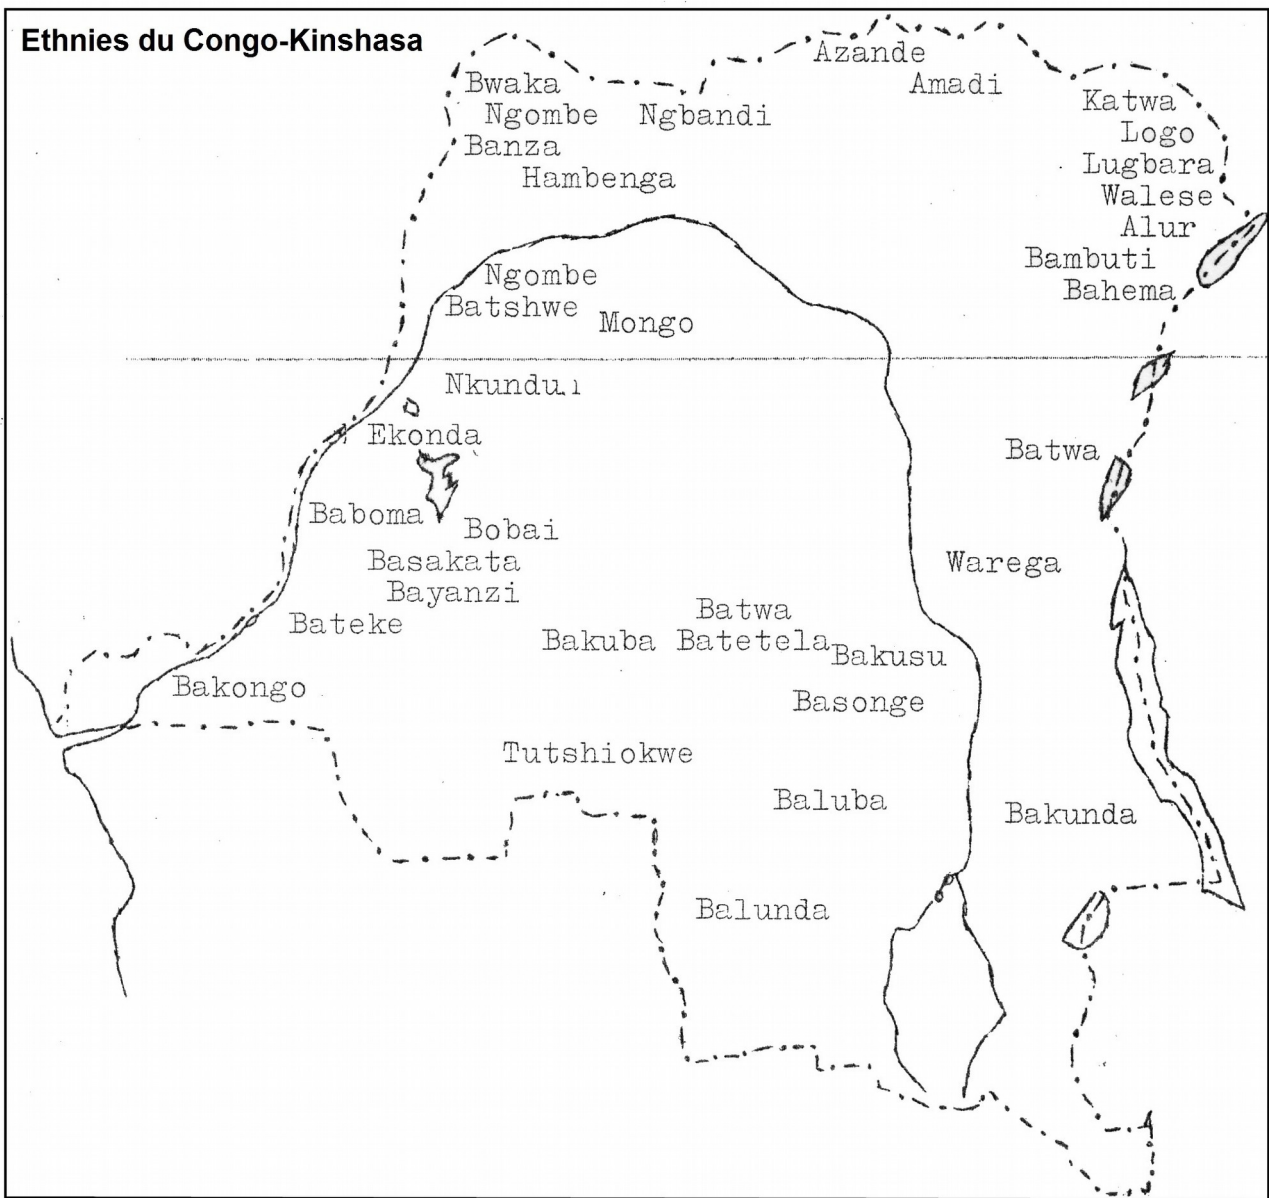 Ethnies du Congo-Kinshasa
Azande
Bwaka
Amadi
Katwa
Ngombe
Ngbandi
Logo
Banza
Lugbara
Hambenga
Walese
Alur
Bambuti
Ngombe
Bahema
Batshwe
Mongo
Ekonda
Batwa
Baboma
Bobai
Basakata
Warega
Bayanzi
Batwa
Bateke
Bakuba
Batetela
Bakusu
Bakongo
Basonge
Tutshiokwe
Baluba
Bakunda
Balunda